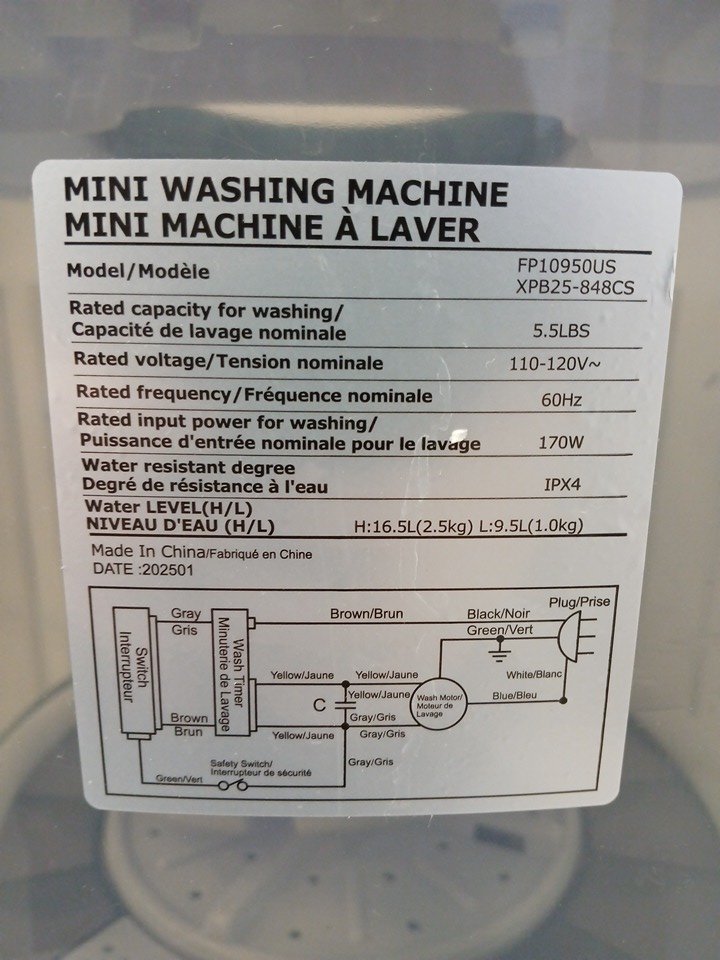 MINI WASHING MACHINE
MINI MACHINE À LAVER
Model/Modèle FP10950US
XPB25-848CS
Rated capacity for washing/
Capacité de lavage nominale 5.5LBS
Rated voltage/Tension nominale 110-120V~
Rated frequency/Fréquence nominale 60Hz
Rated input power for washing/
Puissance d'entrée nominale pour le lavage 170W
Water resistant degree
Degré de résistance à l'eau IPX4
Water LEVEL(H/L)
NIVEAU D'EAU (H/L) H:16.5L(2.5kg) L:9.5L(1.0kg)
Made In China/Fabriqué en Chine
DATE :202501
Plug/Prise
Gray
Gris
Brown/Brun
Black/Noir
Green/Vert
Switch
Interrupteur
Wash Timer
Minuterie de Lavage
Yellow/Jaune
Yellow/Jaune
White/Blanc
Yellow/Jaune
Wash Motor/
Moteur de
Lavage
Blue/Bleu
C
Gray/Gris
Brown
Brun
Yellow/Jaune
Gray/Gris
Safety Switch/
Interrupteur de sécurité
Gray/Gris
Green/Vert